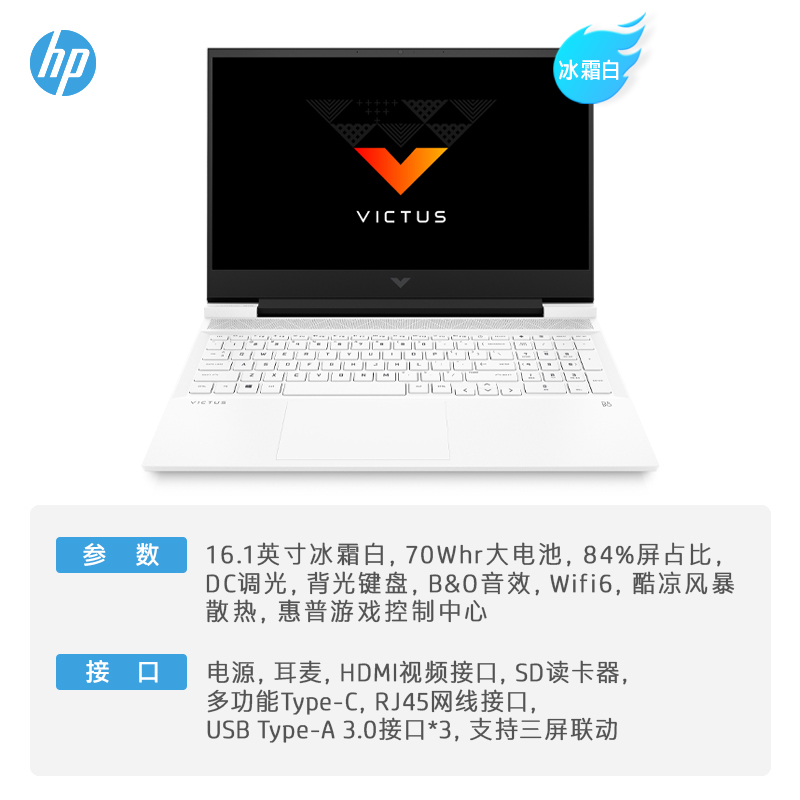 hp
冰霜白
VICTUS
VICTUS
B&O
参 数
16.1英寸冰霜白, 70Whr大电池, 84%屏占比,
DC调光, 背光键盘, B&O音效, Wifi6, 酷凉风暴
散热, 惠普游戏控制中心
接 口
电源, 耳麦, HDMI视频接口, SD读卡器,
多功能Type-C, RJ45网线接口,
USB Type-A 3.0接口*3, 支持三屏联动